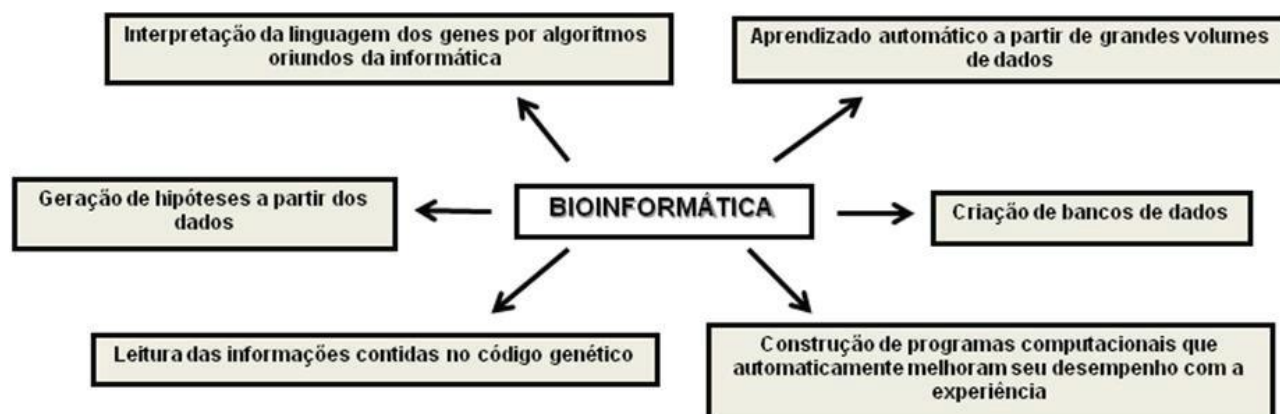 Interpretação da linguagem dos genes por algoritmos
oriundos da informática
Aprendizado automático a partir de grandes volumes
de dados
Geração de hipóteses a partir dos
dados
BIOINFORMÁTICA
Criação de bancos de dados
Leitura das informações contidas no código genético
Construção de programas computacionais que
automaticamente melhoram seu desempenho com a
experiência